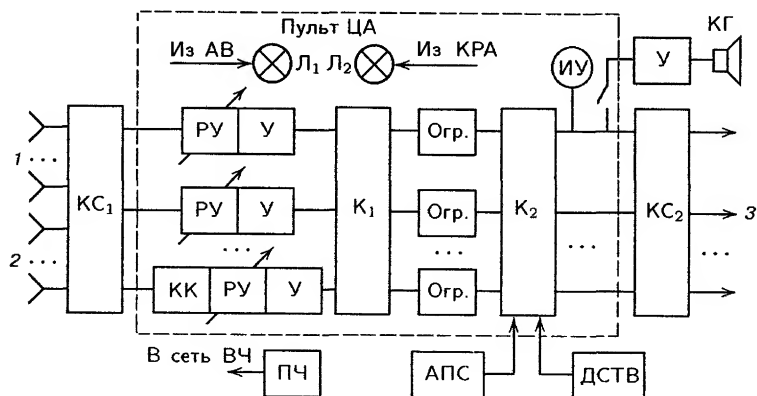 Пульт ЦА
КГ
Из АВ
Л₁ Л₂
Из КРА
ИУ
У
1 ...
2 ...
КС₁
РУ У
РУ У
...
КК РУ У
К₁
Огр.
Огр.
...
Огр.
К₂
...
КС₂
3
...
В сеть ВЧ
ПЧ
АПС
ДСТВ